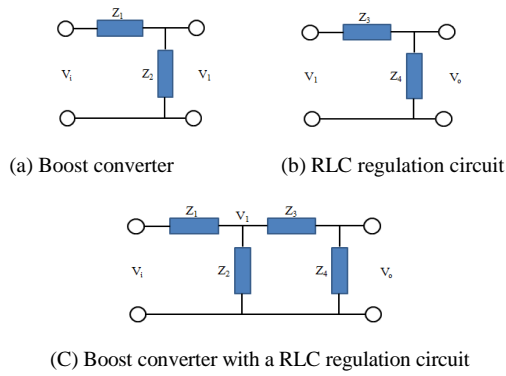 Z₁
Z₃
Vᵢ
Z₂
V₁
V₁
Z₄
Vₒ
(a) Boost converter
(b) RLC regulation circuit
Z₁
V₁
Z₃
Vᵢ
Z₂
Z₄
Vₒ
(C) Boost converter with a RLC regulation circuit